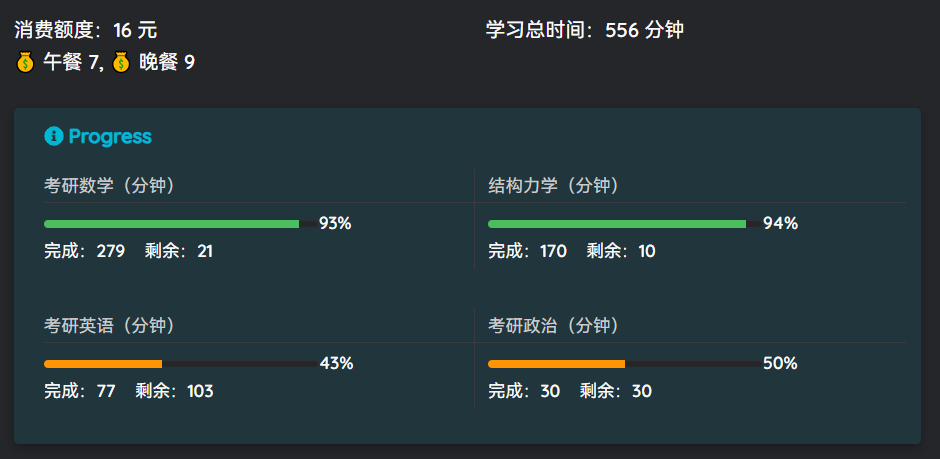 消费额度：16 元
学习总时间：556 分钟
午餐 7, 晚餐 9
Progress
考研数学（分钟）
93%
完成：279 剩余：21
结构力学（分钟）
94%
完成：170 剩余：10
考研英语（分钟）
43%
完成：77 剩余：103
考研政治（分钟）
50%
完成：30 剩余：30